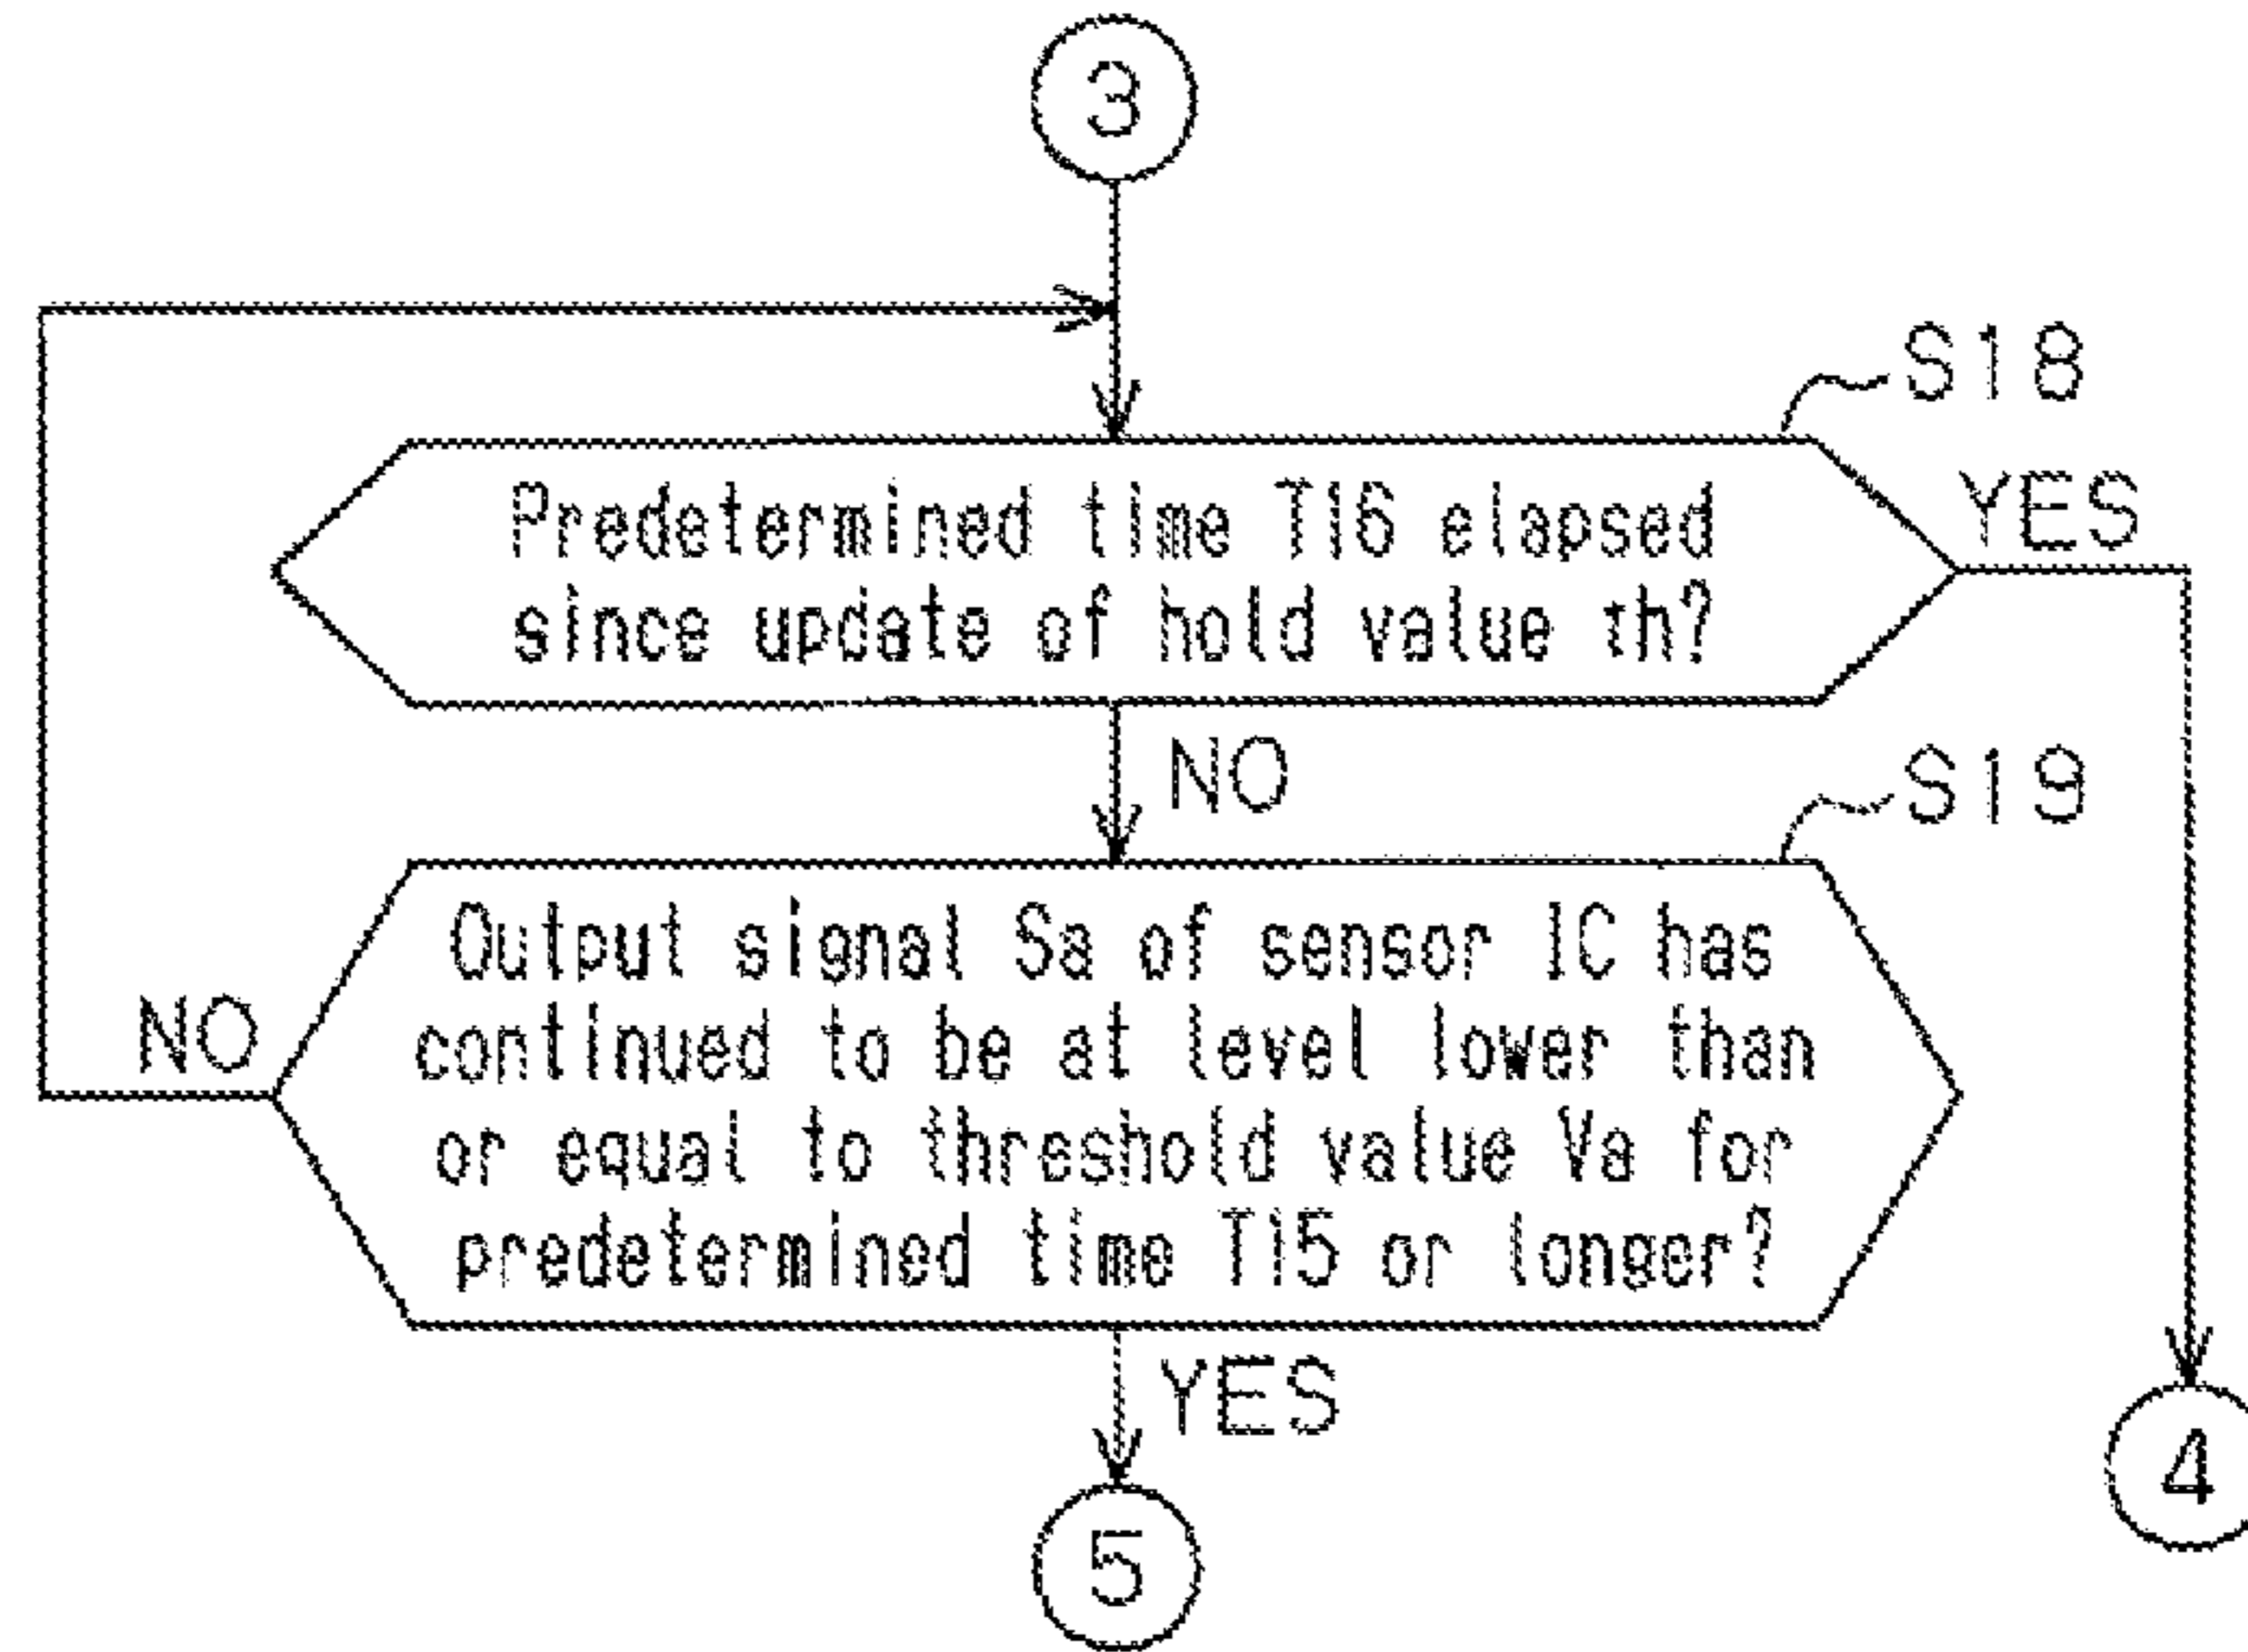 3
S18
Predetermined time T16 elapsed
since update of hold value τh?
YES
NO
S19
Output signal Sa of sensor IC has
continued to be at level lower than
or equal to threshold value Va for
predetermined time T15 or longer?
NO
YES
4
5